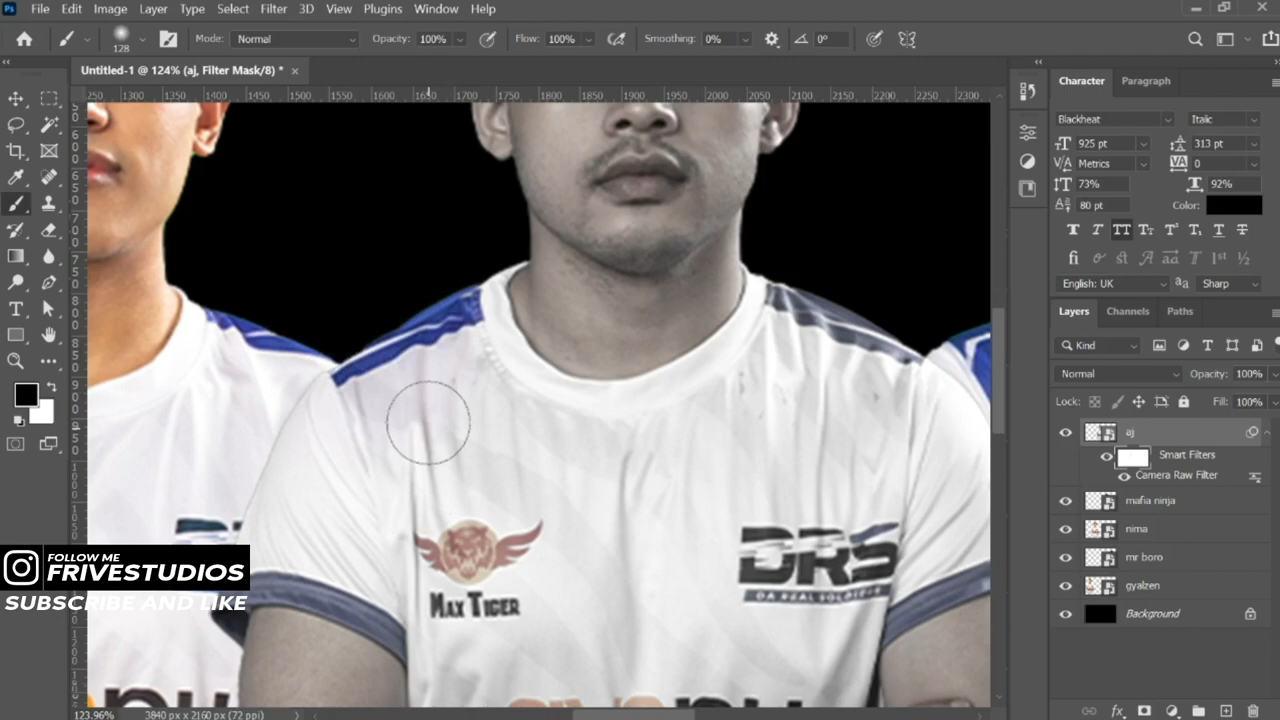 Ps File Edit Image Layer Type Select Filter 3D View Plugins Window Help
128 Mode: Normal Opacity: 100% Flow: 100% Smoothing: 0% 0°
Untitled-1 @ 124% (aj, Filter Mask/8) *
1350 1400 1450 1500 1550 1600 1650 1700 1750 1800 1850 1900 1950 2000 2050 2100 2150 2200 2250 2300
Character Paragraph
Blackheat Italic
925 pt 313 pt
Metrics 0
73% 92%
80 pt Color:
English: UK Sharp
Layers Channels Paths
Kind
Normal Opacity: 100%
Lock: Fill: 100%
aj
Smart Filters
Camera Raw Filter
mafia ninja
nima
mr boro
gyalzen
Background
DRS
DA REAL SOLDIERS
MAX TIGER
FOLLOW ME
FRIVESTUDIOS
SUBSCRIBE AND LIKE
123.96% 3840 px x 2160 px (72 ppi)